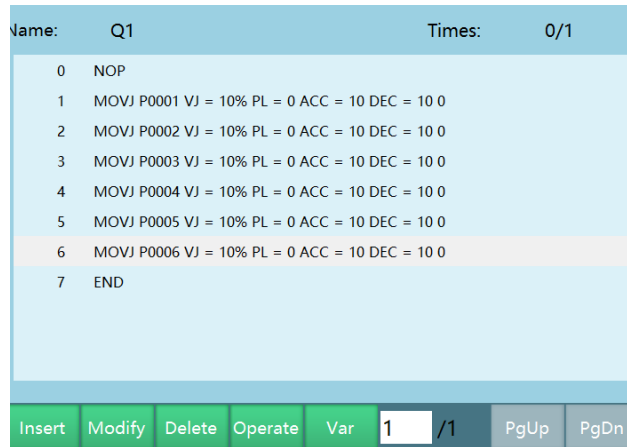 Name: Q1 Times: 0/1
0 NOP
1 MOVJ P0001 VJ = 10% PL = 0 ACC = 10 DEC = 10 0
2 MOVJ P0002 VJ = 10% PL = 0 ACC = 10 DEC = 10 0
3 MOVJ P0003 VJ = 10% PL = 0 ACC = 10 DEC = 10 0
4 MOVJ P0004 VJ = 10% PL = 0 ACC = 10 DEC = 10 0
5 MOVJ P0005 VJ = 10% PL = 0 ACC = 10 DEC = 10 0
6 MOVJ P0006 VJ = 10% PL = 0 ACC = 10 DEC = 10 0
7 END
Insert Modify Delete Operate Var 1 /1 PgUp PgDn